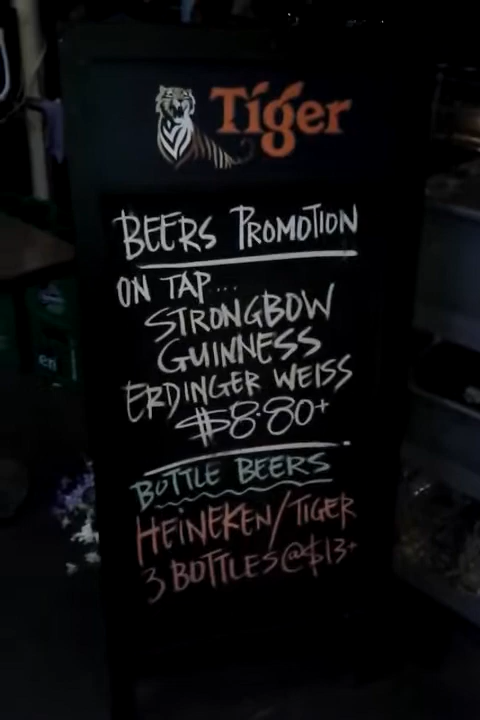 Tiger
BEERS PROMOTION
ON TAP...
STRONGBOW
GUINNESS
ERDINGER WEISS
$8.80+
BOTTLE BEERS
HEINEKEN/TIGER
3 BOTTLES@$13+